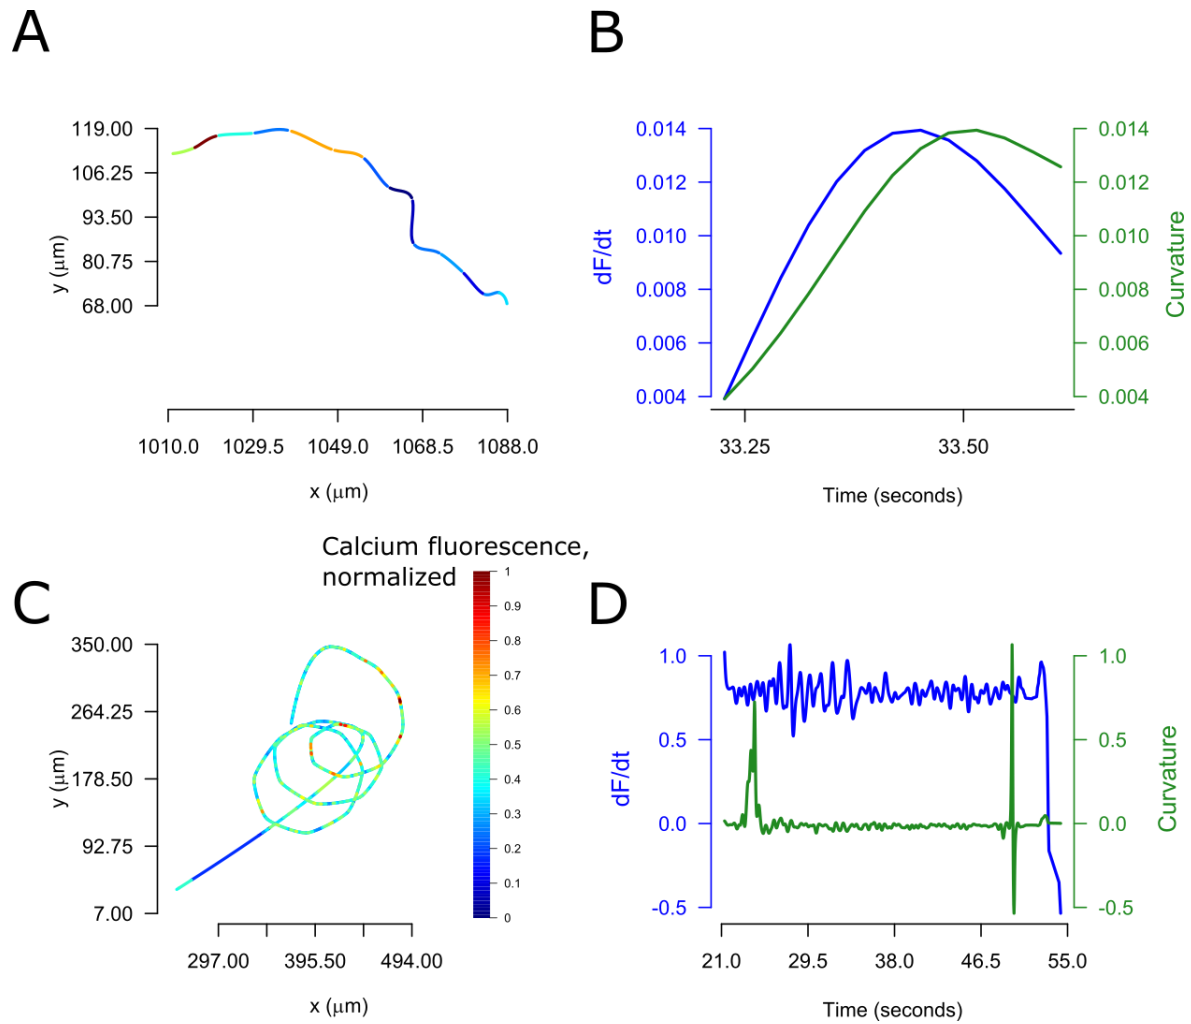 A
119.00
106.25
93.50
80.75
68.00
y (μm)
1010.0 1029.5 1049.0 1068.5 1088.0
x (μm)
B
0.014
0.012
0.010
0.008
0.006
0.004
dF/dt
0.014
0.012
0.010
0.008
0.006
0.004
Curvature
33.25 33.50
Time (seconds)
C
Calcium fluorescence,
normalized
1
0.9
0.8
0.7
0.6
0.5
0.4
0.3
0.2
0.1
0
350.00
264.25
178.50
92.75
7.00
y (μm)
297.00 395.50 494.00
x (μm)
D
1.0
0.5
0.0
-0.5
dF/dt
1.0
0.5
0.0
-0.5
Curvature
21.0 29.5 38.0 46.5 55.0
Time (seconds)